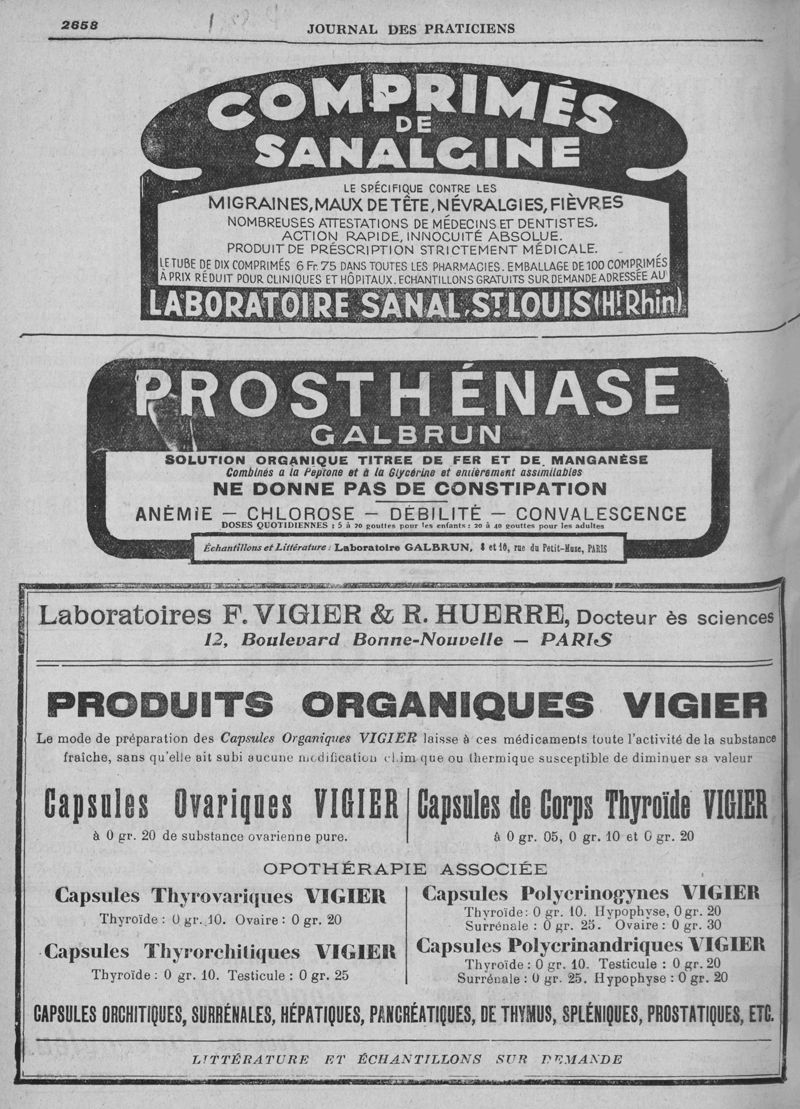 2658
JOURNAL DES PRATICIENS
COMPRIMÉS
DE
SANALGINE
LE SPÉCIFIQUE CONTRE LES
MIGRAINES, MAUX DE TÊTE, NÉVRALGIES, FIÈVRES
NOMBREUSES ATTESTATIONS DE MÉDECINS ET DENTISTES.
ACTION RAPIDE, INNOCUITÉ ABSOLUE.
PRODUIT DE PRÉSCRIPTION STRICTEMENT MÉDICALE.
LE TUBE DE DIX COMPRIMÉS 6 Fr. 75 DANS TOUTES LES PHARMACIES. EMBALLAGE DE 100 COMPRIMÉS
À PRIX RÉDUIT POUR CLINIQUES ET HÔPITAUX. ECHANTILLONS GRATUITS SUR DEMANDE ADRESSÉE AU
LABORATOIRE SANAL, ST. LOUIS (Ht. Rhin)
PROSTHÉNASE
GALBRUN
SOLUTION ORGANIQUE TITREE DE FER ET DE MANGANÈSE
Combinés a la Peptone et à la Glycérine et entièrement assimilables
NE DONNE PAS DE CONSTIPATION
ANÉMIE — CHLOROSE — DÉBILITÉ — CONVALESCENCE
DOSES QUOTIDIENNES : 5 à 20 gouttes pour les enfants : 20 à 40 gouttes pour les adultes
Échantillons et Littérature : Laboratoire GALBRUN, 8 et 10, rue du Petit-Musc, PARIS
Laboratoires F. VIGIER & R. HUERRE, Docteur ès sciences
12, Boulevard Bonne-Nouvelle — PARIS
PRODUITS ORGANIQUES VIGIER
Le mode de préparation des Capsules Organiques VIGIER laisse à ces médicaments toute l'activité de la substance
fraîche, sans qu'elle ait subi aucune modification chimique ou thermique susceptible de diminuer sa valeur
Capsules Ovariques VIGIER
à 0 gr. 20 de substance ovarienne pure.
Capsules de Corps Thyroïde VIGIER
à 0 gr. 05, 0 gr. 10 et 0 gr. 20
OPOTHÉRAPIE ASSOCIÉE
Capsules Thyrovariques VIGIER
Thyroïde : 0 gr. 10. Ovaire : 0 gr. 20
Capsules Thyrorchitiques VIGIER
Thyroïde : 0 gr. 10. Testicule : 0 gr. 25
Capsules Polycrinogynes VIGIER
Thyroïde : 0 gr. 10. Hypophyse, 0 gr. 20
Surrénale : 0 gr. 25. Ovaire : 0 gr. 30
Capsules Polycrinandriques VIGIER
Thyroïde : 0 gr. 10. Testicule : 0 gr. 20
Surrénale : 0 gr. 25. Hypophyse : 0 gr. 20
CAPSULES ORCHITIQUES, SURRÉNALES, HÉPATIQUES, PANCRÉATIQUES, DE THYMUS, SPLÉNIQUES, PROSTATIQUES, ETC.
LITTÉRATURE ET ÉCHANTILLONS SUR DEMANDE